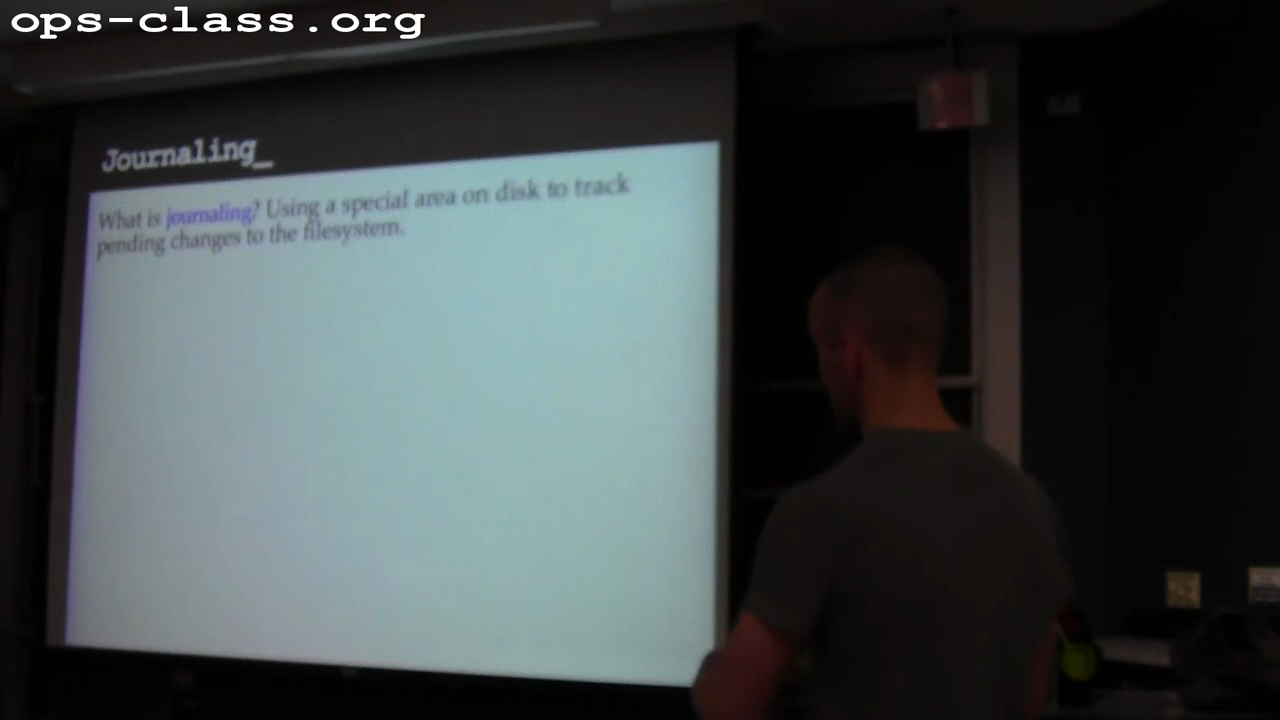 ops-class.org
Journaling_
What is journaling? Using a special area on disk to track
pending changes to the filesystem.